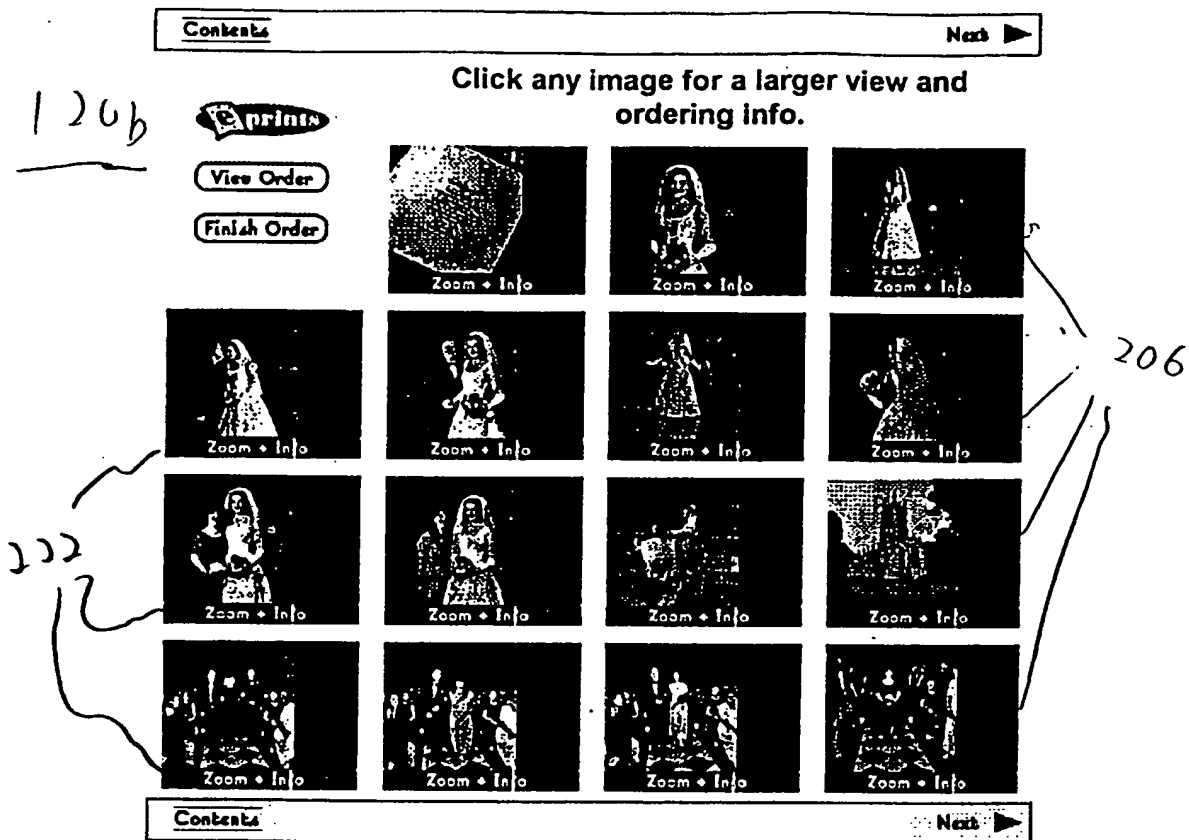 Contents Next
Click any image for a larger view and
ordering info.
120b
e prints
View Order
Finish Order
Zoom + Info Zoom + Info Zoom + Info
Zoom + Info Zoom + Info Zoom + Info Zoom + Info
206
Zoom + Info Zoom + Info Zoom + Info Zoom + Info
222
Zoom + Info Zoom + Info Zoom + Info Zoom + Info
Contents Next